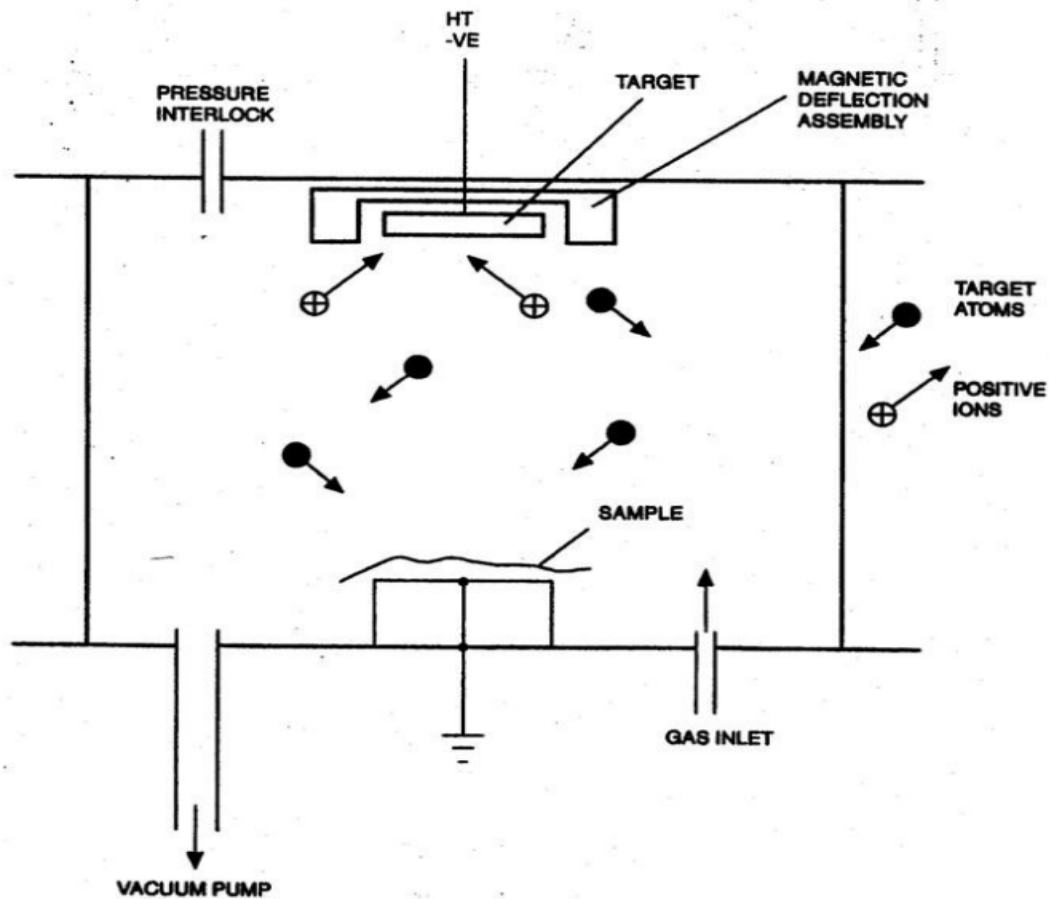 HT
-VE
TARGET
MAGNETIC
DEFLECTION
ASSEMBLY
PRESSURE
INTERLOCK
TARGET
ATOMS
POSITIVE
IONS
SAMPLE
GAS INLET
VACUUM PUMP